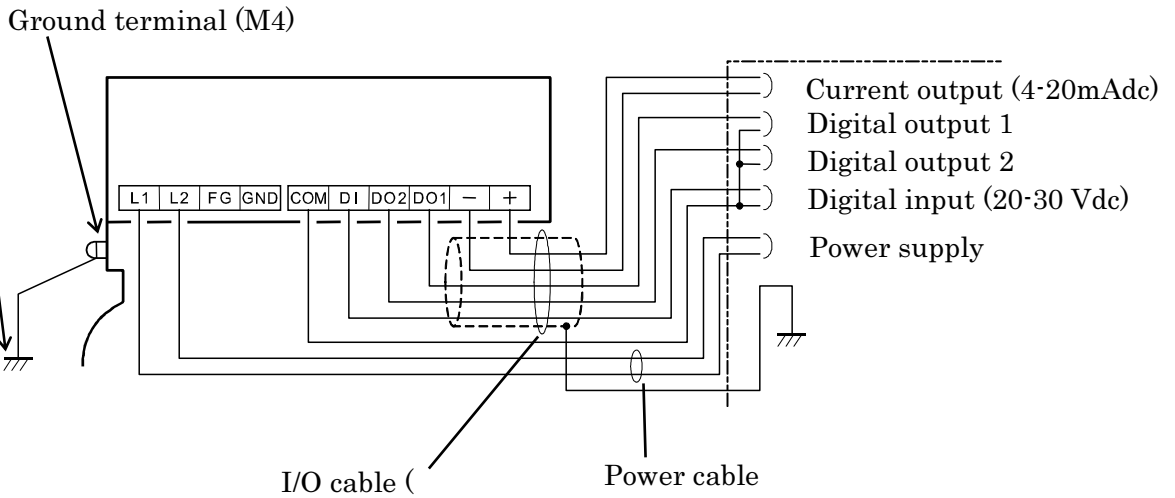 Ground terminal (M4)
Current output (4-20mAdc)
Digital output 1
Digital output 2
Digital input (20-30 Vdc)
Power supply
L1 L2 FG GND COM DI DO2 DO1 − +
I/O cable (
Power cable